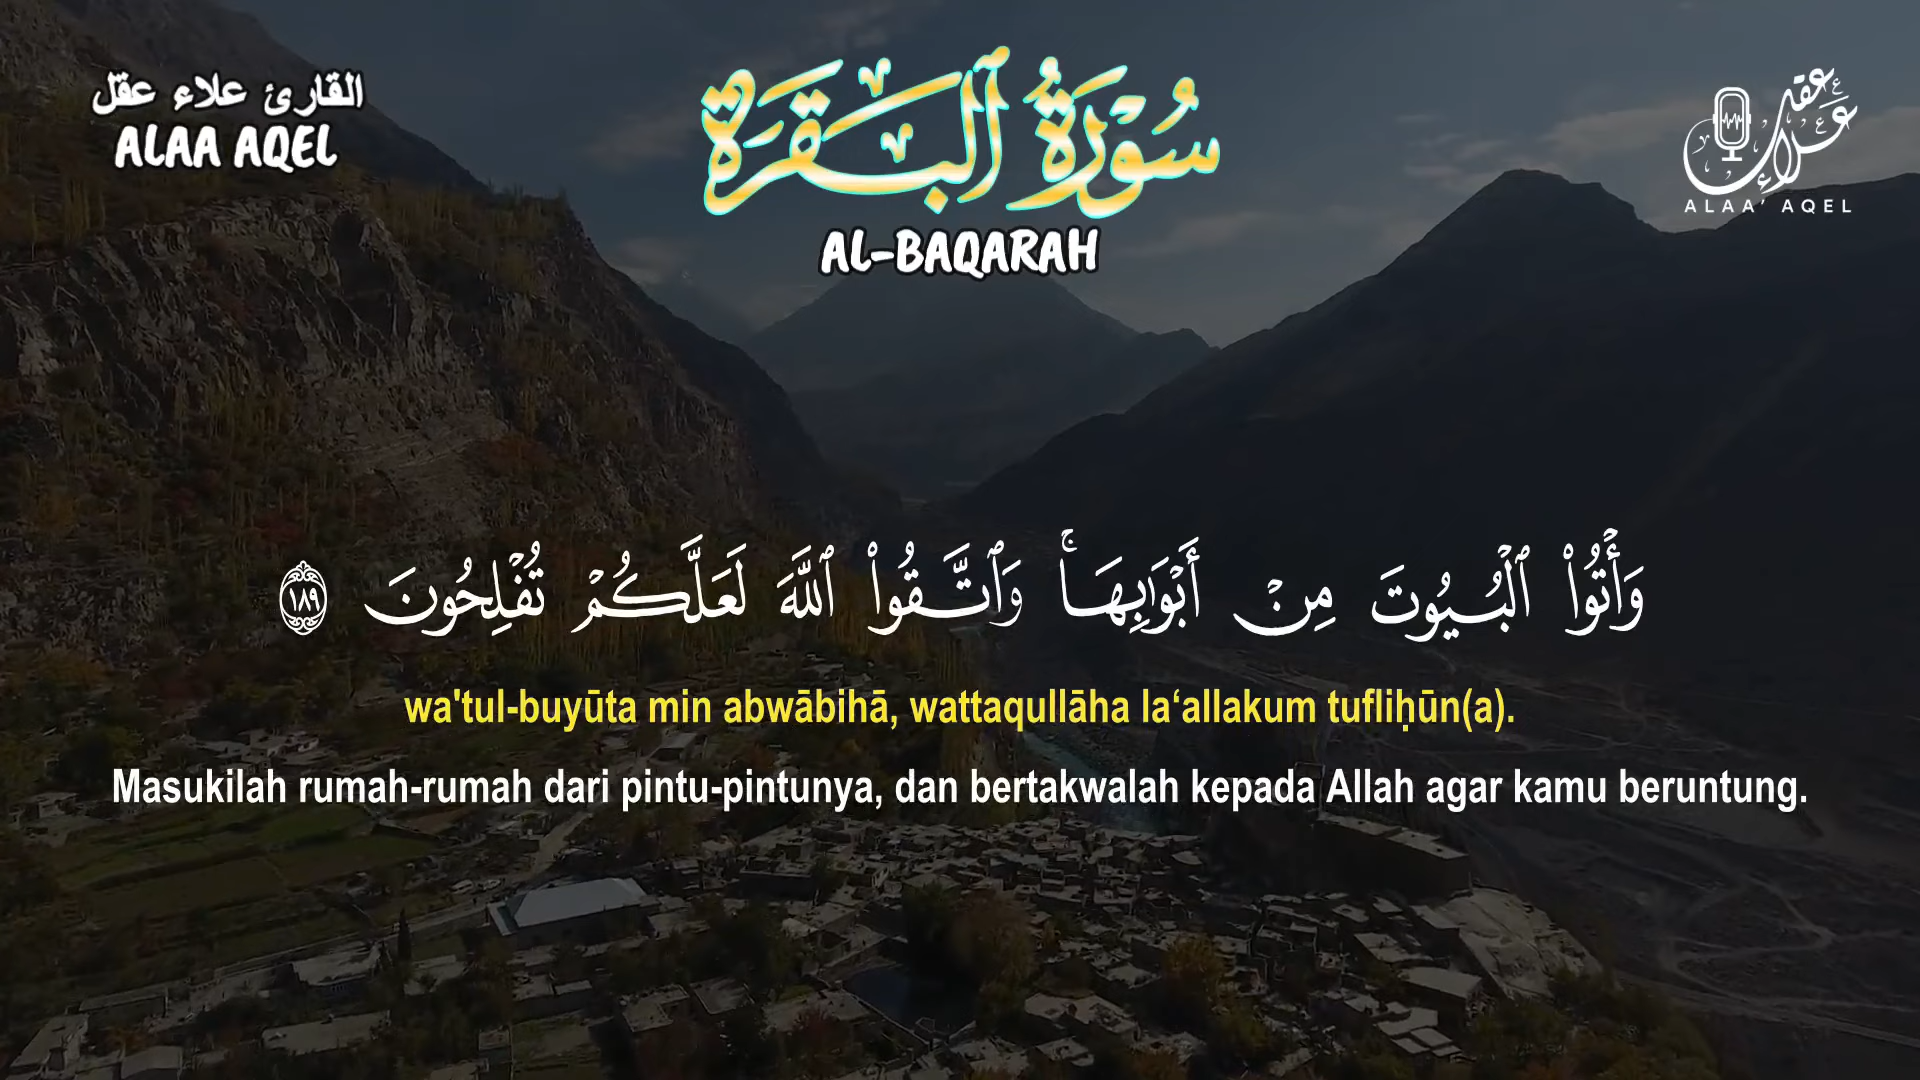 القارئ علاء عقل
ALAA AQEL
سُوْرَةُ ٱلْبَقَرَةِ
AL-BAQARAH
علاء عقل
ALAA' AQEL
وَأْتُوا۟ ٱلْبُيُوتَ مِنْ أَبْوَٰبِهَا ۚ وَٱتَّقُوا۟ ٱللَّهَ لَعَلَّكُمْ تُفْلِحُونَ ١٨٩
wa'tul-buyūta min abwābihā, wattaqullāha la‘allakum tufliḥūn(a).
Masukilah rumah-rumah dari pintu-pintunya, dan bertakwalah kepada Allah agar kamu beruntung.